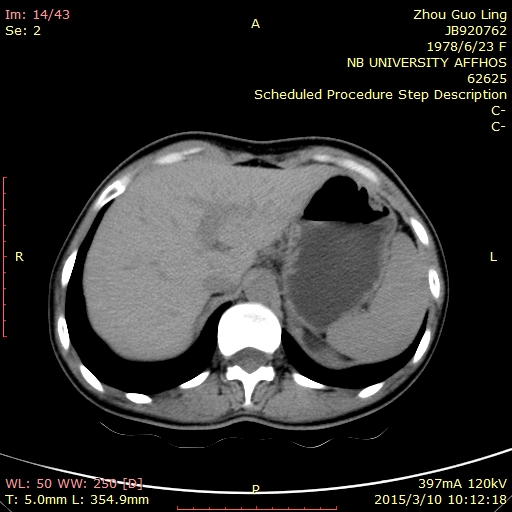 Im: 14/43
Se: 2
A
Zhou Guo Ling
JB920762
1978/6/23 F
NB UNIVERSITY AFFHOS
62625
Scheduled Procedure Step Description
C-
C-
R
L
WL: 50 WW: 250 [D]
T: 5.0mm L: 354.9mm
P
397mA 120kV
2015/3/10 10:12:18